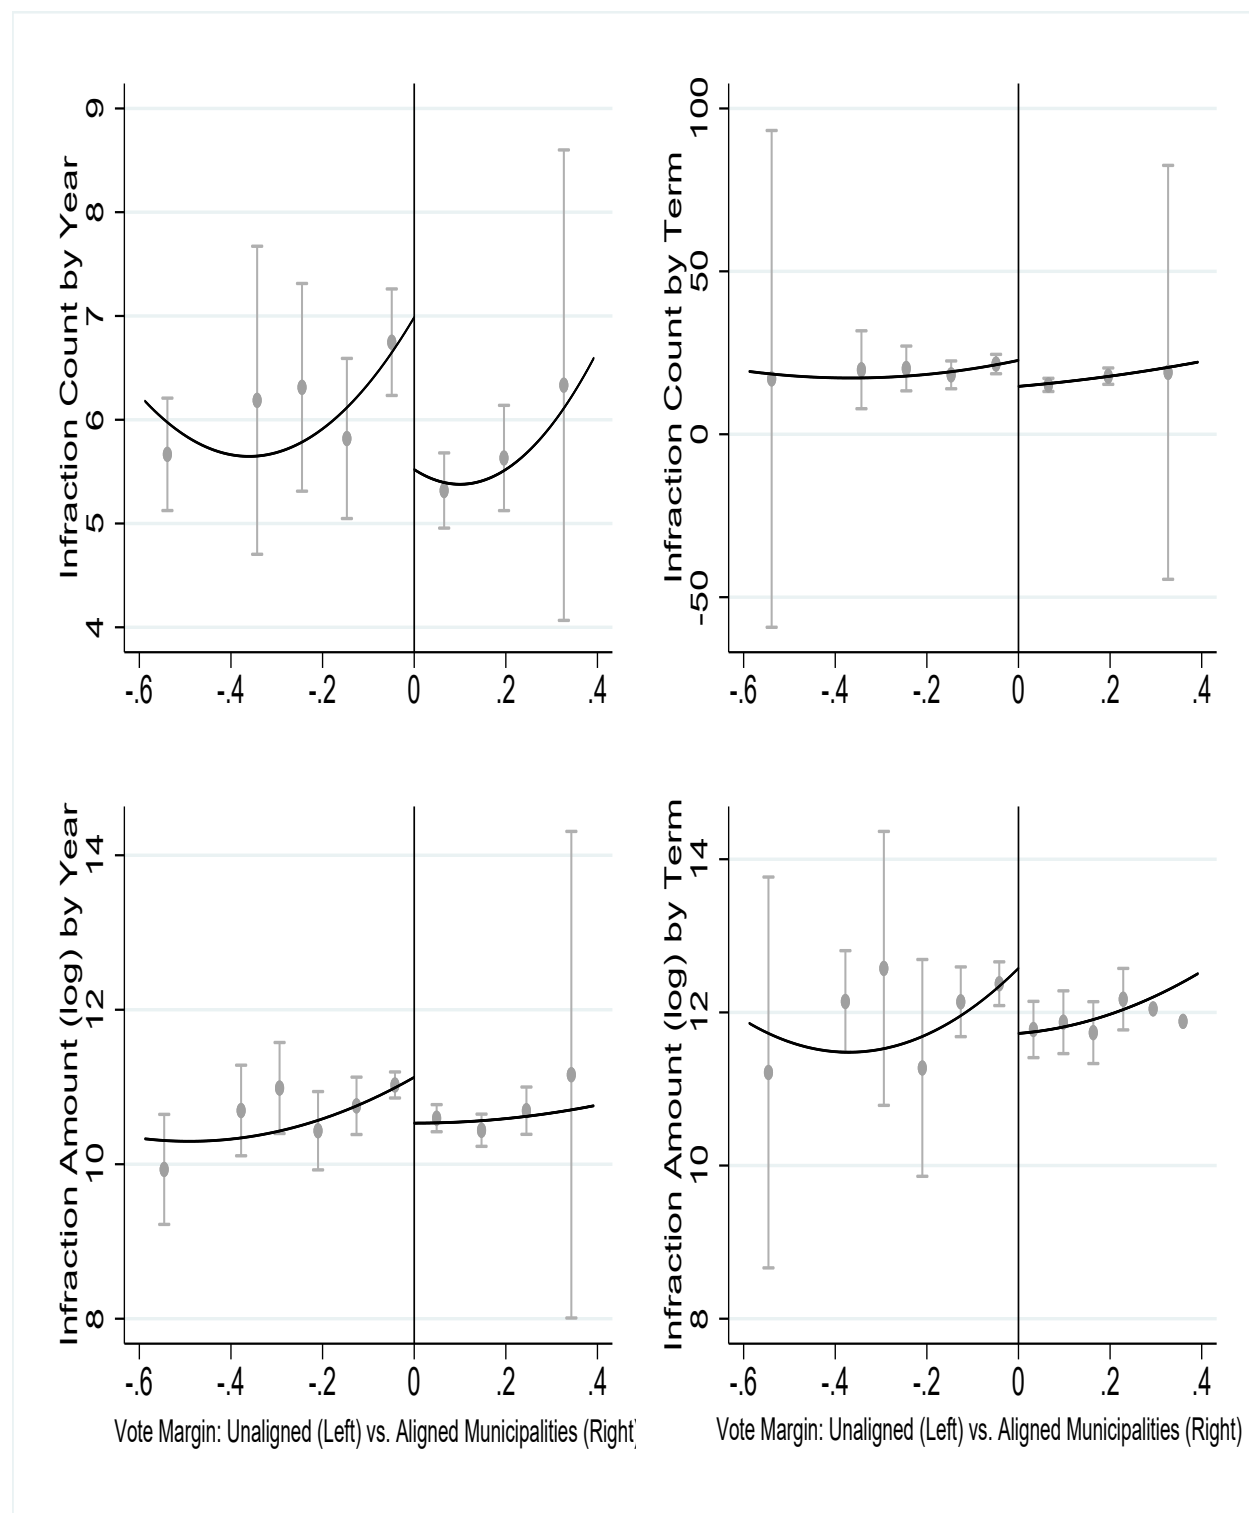 Infraction Count by Year
9
8
7
6
5
4
-.6 -.4 -.2 0 .2 .4
Infraction Count by Term
100
50
0
-50
-.6 -.4 -.2 0 .2 .4
Infraction Amount (log) by Year
14
12
10
8
-.6 -.4 -.2 0 .2 .4
Vote Margin: Unaligned (Left) vs. Aligned Municipalities (Right)
Infraction Amount (log) by Term
14
12
10
8
-.6 -.4 -.2 0 .2 .4
Vote Margin: Unaligned (Left) vs. Aligned Municipalities (Right)